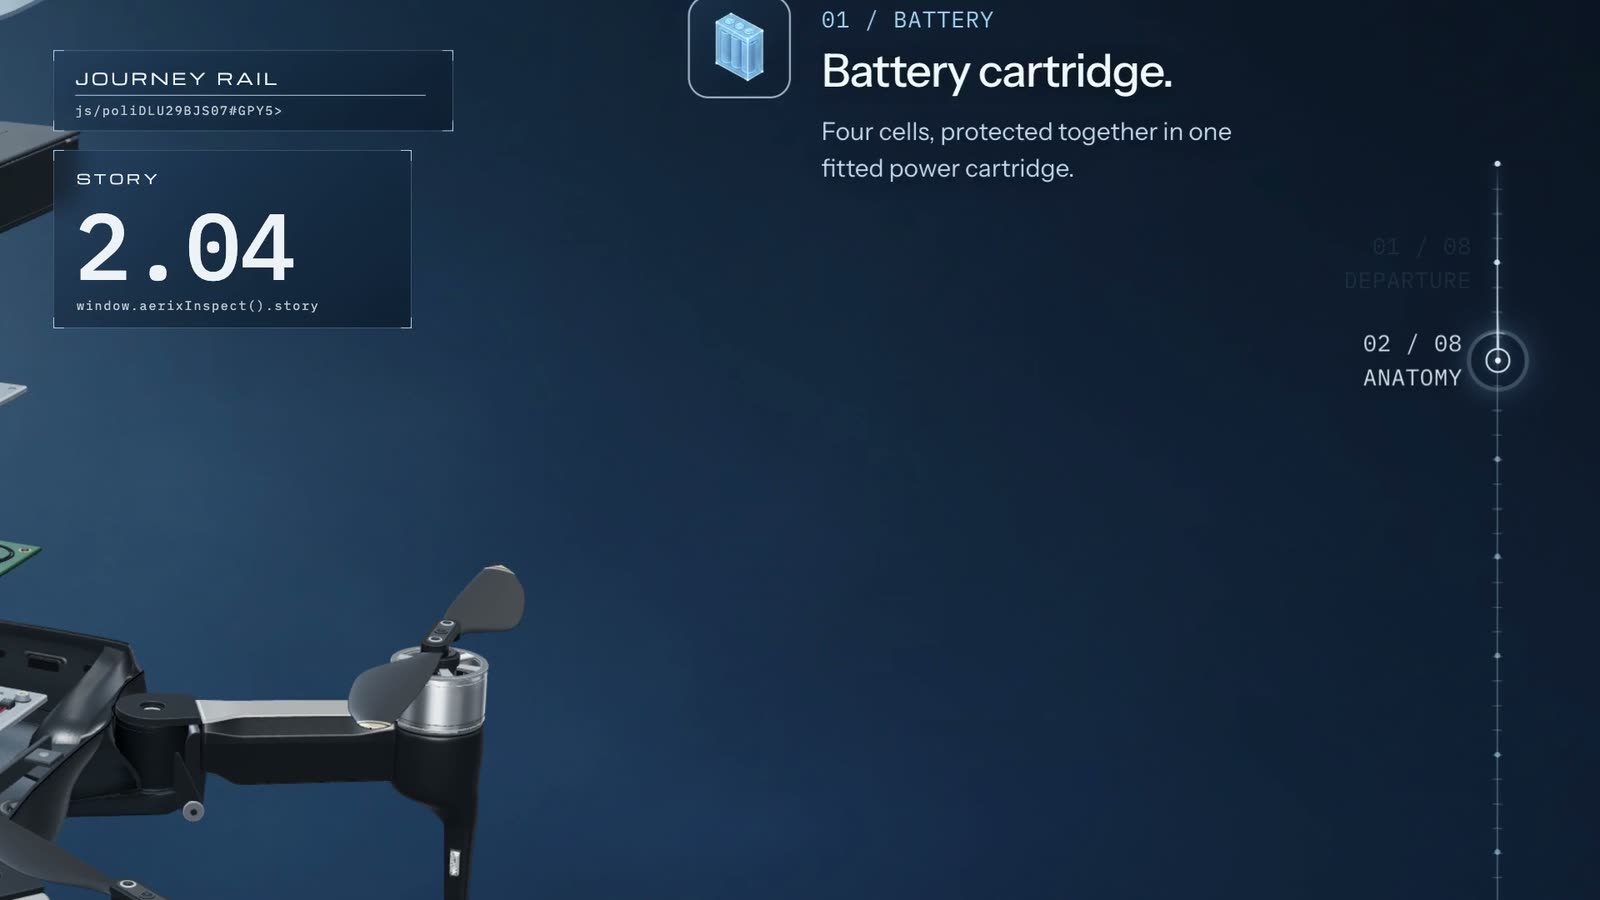 JOURNEY RAIL
js/poliDLU29BJS07#GPY5>
STORY
2.04
window.aerixInspect().story
01 / BATTERY
Battery cartridge.
Four cells, protected together in one
fitted power cartridge.
01 / 08
DEPARTURE
02 / 08
ANATOMY